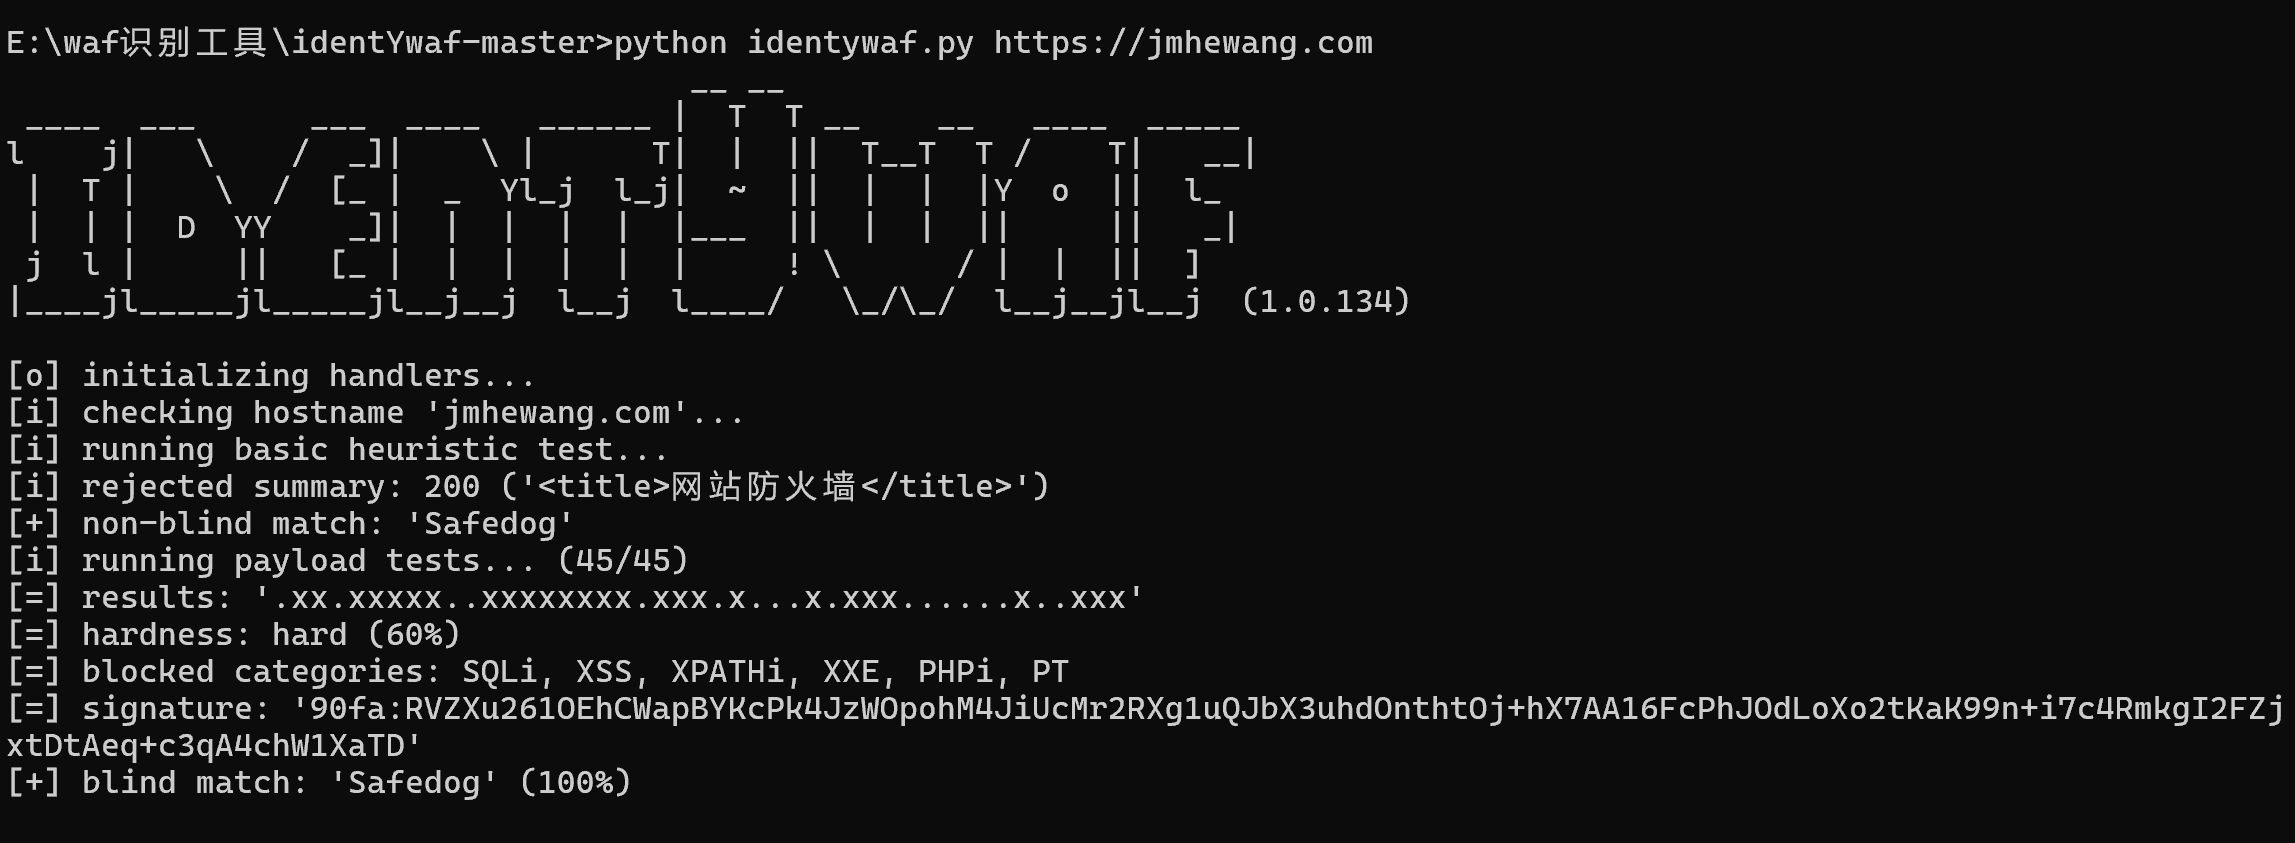 E:\waf识别工具\identYwaf-master>python identywaf.py https://jmhewang.com
                                    __ __
 ____  ___      ___  ____   ______ |  T  T __    __   ____  _____
l    j|   \    /  _]|    \ |      T|  |  ||  T__T  T /    T|   __|
 |  T |    \  /  [_ |  _  Yl_j  l_j|  ~  ||  |  |  |Y  o  ||  l_
 |  | |  D  YY    _]|  |  |  |  |  |___  ||  |  |  ||     ||   _|
 j  l |     ||   [_ |  |  |  |  |  |     ! \      / |  |  ||  ]
|____jl_____jl_____jl__j__j  l__j  l____/   \_/\_/  l__j__jl__j  (1.0.134)
[o] initializing handlers...
[i] checking hostname 'jmhewang.com'...
[i] running basic heuristic test...
[i] rejected summary: 200 ('<title>网站防火墙</title>')
[+] non-blind match: 'Safedog'
[i] running payload tests... (45/45)
[=] results: '.xx.xxxxx..xxxxxxxx.xxx.x...x.xxx......x..xxx'
[=] hardness: hard (60%)
[=] blocked categories: SQLi, XSS, XPATHi, XXE, PHPi, PT
[=] signature: '90fa:RVZXu261OEhCWapBYKcPk4JzWOpohM4JiUcMr2RXg1uQJbX3uhdOnthtOj+hX7AA16FcPhJOdLoXo2tKaK99n+i7c4RmkgI2FZj
xtDtAeq+c3qA4chW1XaTD'
[+] blind match: 'Safedog' (100%)